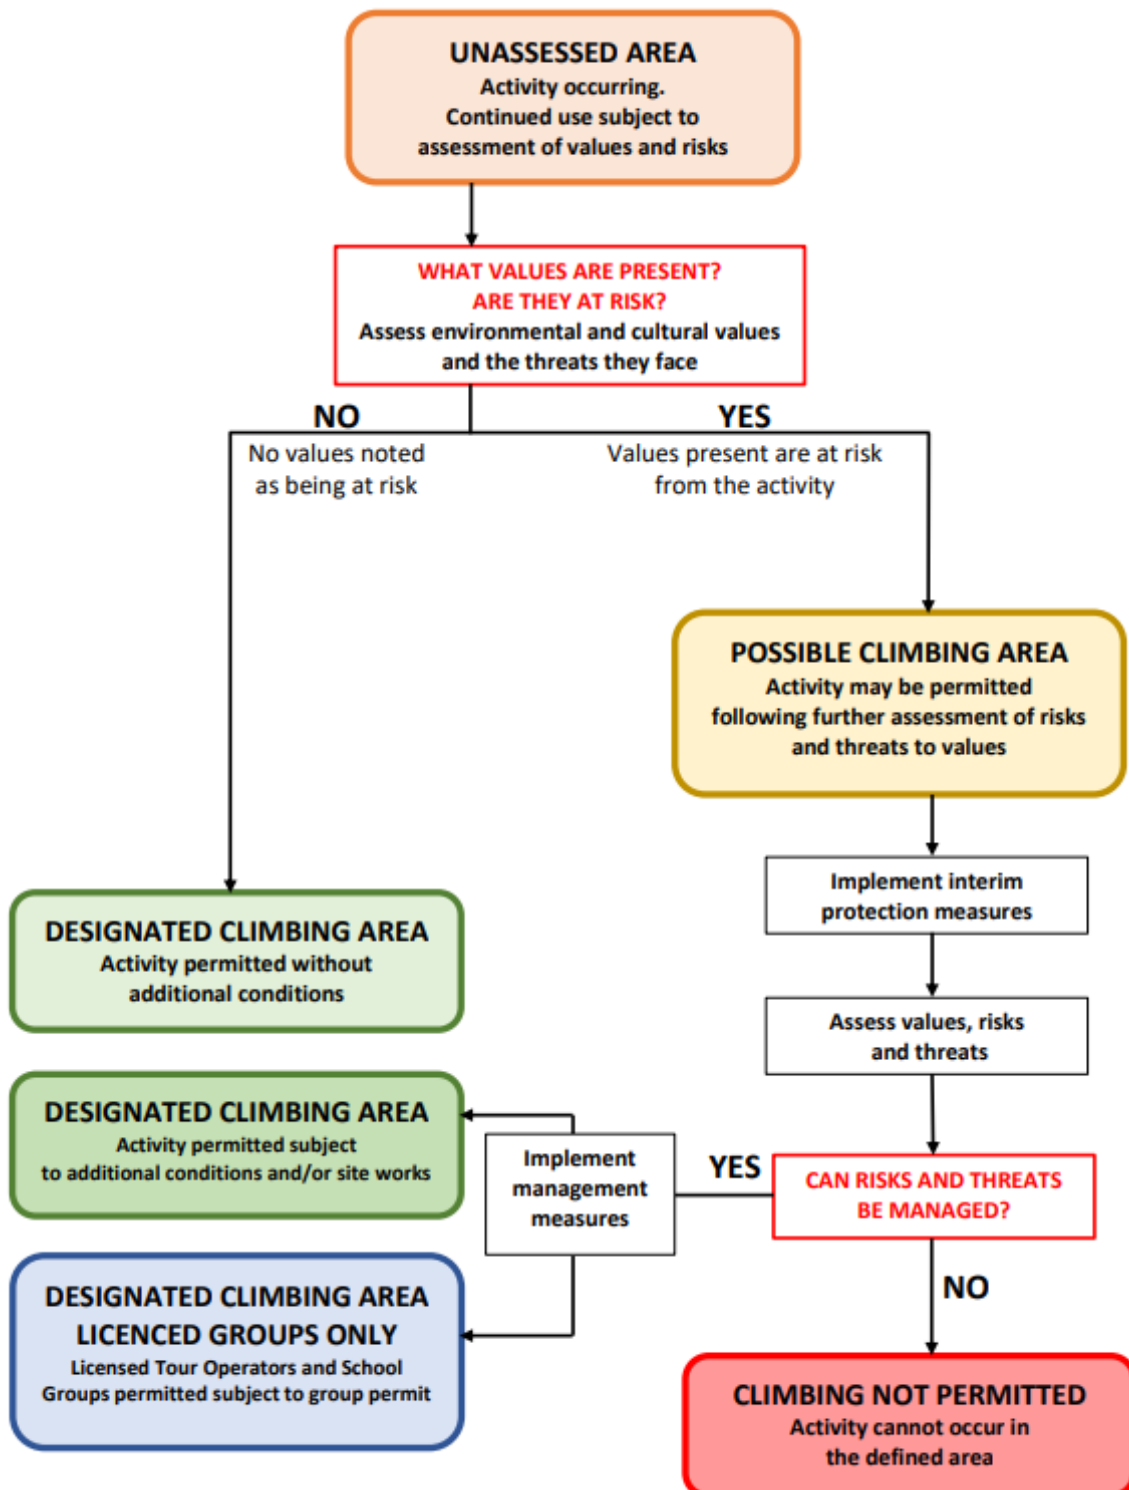 UNASSESSED AREA
Activity occurring.
Continued use subject to
assessment of values and risks
WHAT VALUES ARE PRESENT?
ARE THEY AT RISK?
Assess environmental and cultural values
and the threats they face
NO
YES
No values noted
as being at risk
Values present are at risk
from the activity
POSSIBLE CLIMBING AREA
Activity may be permitted
following further assessment of risks
and threats to values
Implement interim
protection measures
DESIGNATED CLIMBING AREA
Activity permitted without
additional conditions
Assess values, risks
and threats
DESIGNATED CLIMBING AREA
Activity permitted subject
to additional conditions and/or site works
Implement
management
measures
YES
CAN RISKS AND THREATS
BE MANAGED?
NO
DESIGNATED CLIMBING AREA
LICENCED GROUPS ONLY
Licensed Tour Operators and School
Groups permitted subject to group permit
CLIMBING NOT PERMITTED
Activity cannot occur in
the defined area